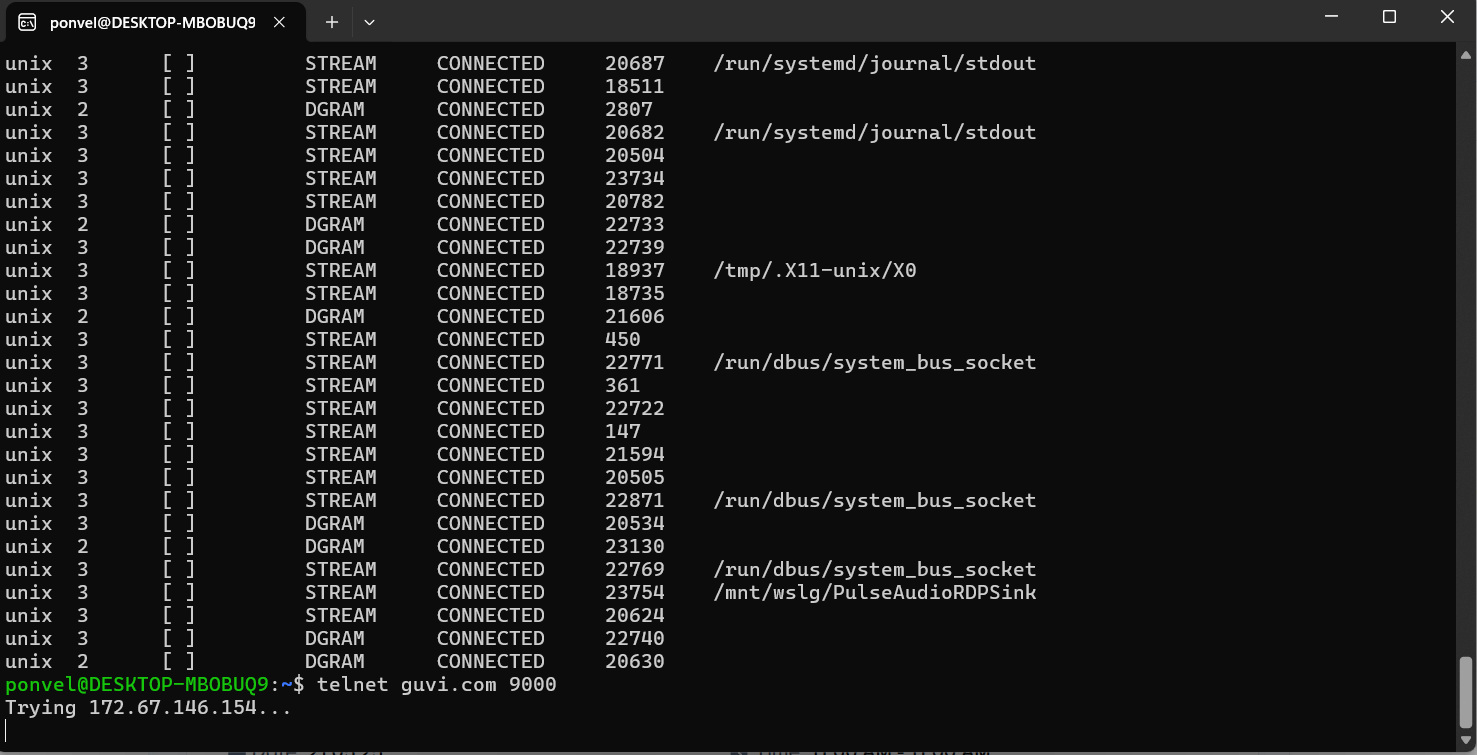 ponvel@DESKTOP-MBOBUQ9
unix  3      [ ]         STREAM     CONNECTED     20687    /run/systemd/journal/stdout
unix  3      [ ]         STREAM     CONNECTED     18511
unix  2      [ ]         DGRAM      CONNECTED     2807
unix  3      [ ]         STREAM     CONNECTED     20682    /run/systemd/journal/stdout
unix  3      [ ]         STREAM     CONNECTED     20504
unix  3      [ ]         STREAM     CONNECTED     23734
unix  3      [ ]         STREAM     CONNECTED     20782
unix  2      [ ]         DGRAM      CONNECTED     22733
unix  3      [ ]         DGRAM      CONNECTED     22739
unix  3      [ ]         STREAM     CONNECTED     18937    /tmp/.X11-unix/X0
unix  3      [ ]         STREAM     CONNECTED     18735
unix  2      [ ]         DGRAM      CONNECTED     21606
unix  3      [ ]         STREAM     CONNECTED     450
unix  3      [ ]         STREAM     CONNECTED     22771    /run/dbus/system_bus_socket
unix  3      [ ]         STREAM     CONNECTED     361
unix  3      [ ]         STREAM     CONNECTED     22722
unix  3      [ ]         STREAM     CONNECTED     147
unix  3      [ ]         STREAM     CONNECTED     21594
unix  3      [ ]         STREAM     CONNECTED     20505
unix  3      [ ]         STREAM     CONNECTED     22871    /run/dbus/system_bus_socket
unix  3      [ ]         DGRAM      CONNECTED     20534
unix  2      [ ]         DGRAM      CONNECTED     23130
unix  3      [ ]         STREAM     CONNECTED     22769    /run/dbus/system_bus_socket
unix  3      [ ]         STREAM     CONNECTED     23754    /mnt/wslg/PulseAudioRDPSink
unix  3      [ ]         STREAM     CONNECTED     20624
unix  3      [ ]         DGRAM      CONNECTED     22740
unix  2      [ ]         DGRAM      CONNECTED     20630
ponvel@DESKTOP-MBOBUQ9:~$ telnet guvi.com 9000
Trying 172.67.146.154...